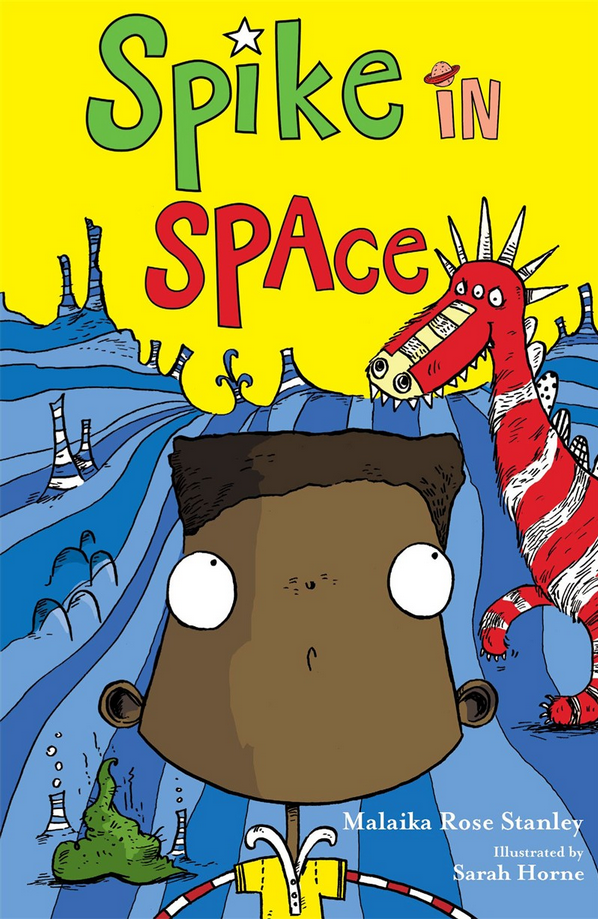 Spike iN
SPAce
Malaika Rose Stanley
Illustrated by
Sarah Horne